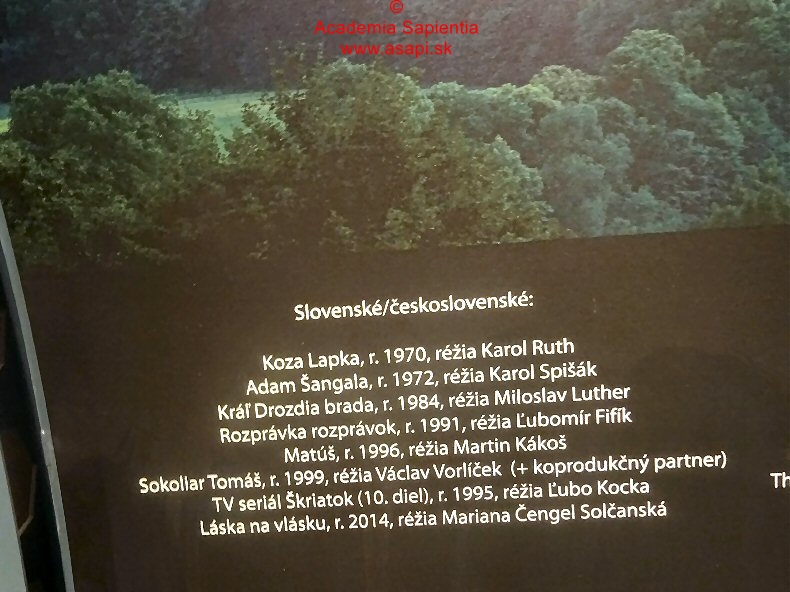 ©
Academia Sapientia
www.asapi.sk
Slovenské/československé:
Koza Lapka, r. 1970, réžia Karol Ruth
Adam Šangala, r. 1972, réžia Karol Spišák
Kráľ Drozdia brada, r. 1984, réžia Miloslav Luther
Rozprávka rozprávok, r. 1991, réžia Ľubomír Fifík
Matúš, r. 1996, réžia Martin Kákoš
Sokoliar Tomáš, r. 1999, réžia Václav Vorlíček (+ koprodukčný partner)
TV seriál Škriatok (10. diel), r. 1995, réžia Ľubo Kocka
Láska na vlásku, r. 2014, réžia Mariana Čengel Solčanská